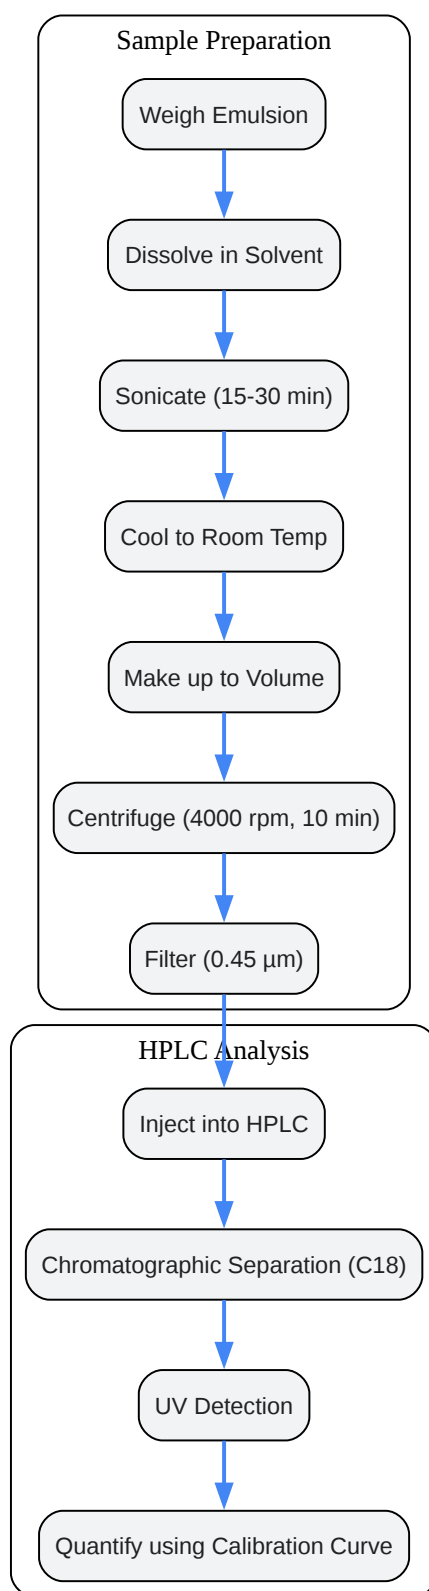 Sample Preparation
Weigh Emulsion
Dissolve in Solvent
Sonicate (15-30 min)
Cool to Room Temp
Make up to Volume
Centrifuge (4000 rpm, 10 min)
Filter (0.45 µm)
HPLC Analysis
Inject into HPLC
Chromatographic Separation (C18)
UV Detection
Quantify using Calibration Curve